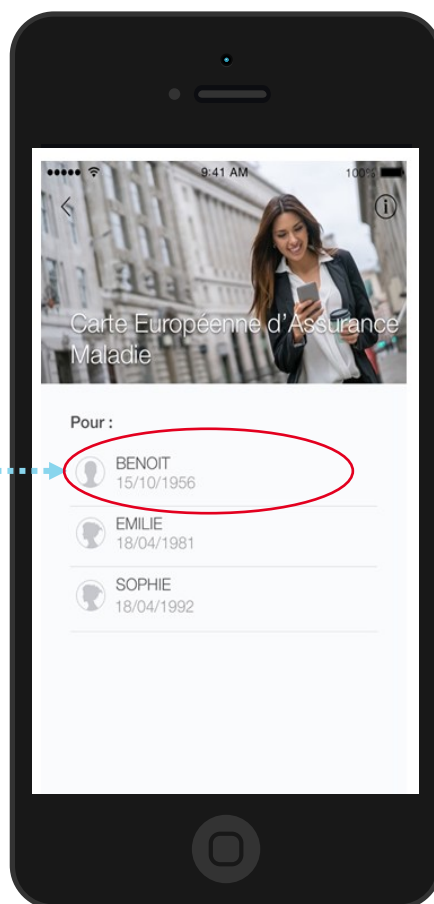 9:41 AM
100%
Carte Européenne d'Assurance
Maladie
Pour :
BENOIT
15/10/1956
EMILIE
18/04/1981
SOPHIE
18/04/1992